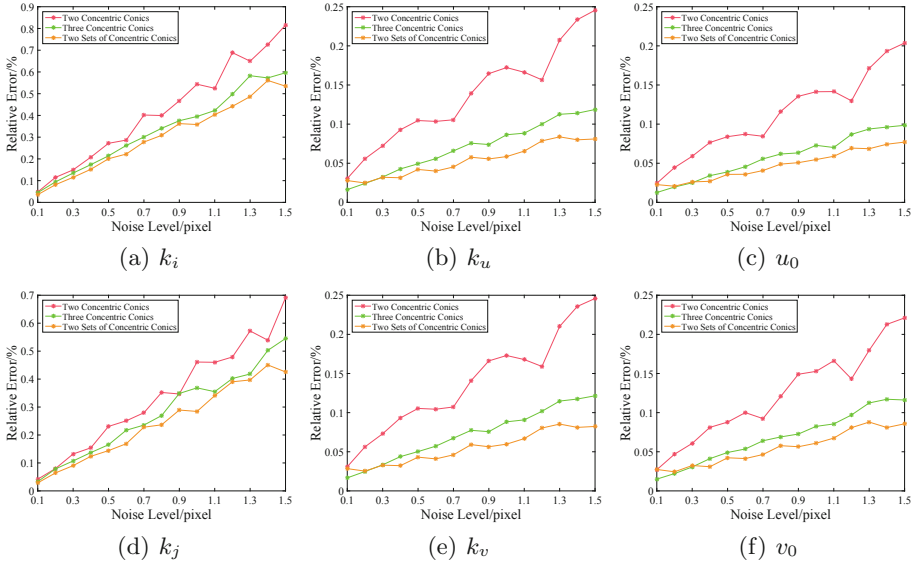 0.9
0.8
0.7
0.6
0.5
0.4
0.3
0.2
0.1
0
Relative Error/%
Two Concentric Conics
Three Concentric Conics
Two Sets of Concentric Conics
0.1 0.3 0.5 0.7 0.9 1.1 1.3 1.5
Noise Level/pixel
(a) k_i
0.25
0.2
0.15
0.1
0.05
0
Relative Error/%
Two Concentric Conics
Three Concentric Conics
Two Sets of Concentric Conics
0.1 0.3 0.5 0.7 0.9 1.1 1.3 1.5
Noise Level/pixel
(b) k_u
0.25
0.2
0.15
0.1
0.05
0
Relative Error/%
Two Concentric Conics
Three Concentric Conics
Two Sets of Concentric Conics
0.1 0.3 0.5 0.7 0.9 1.1 1.3 1.5
Noise Level/pixel
(c) u_0
0.7
0.6
0.5
0.4
0.3
0.2
0.1
0
Relative Error/%
Two Concentric Conics
Three Concentric Conics
Two Sets of Concentric Conics
0.1 0.3 0.5 0.7 0.9 1.1 1.3 1.5
Noise Level/pixel
(d) k_j
0.25
0.2
0.15
0.1
0.05
0
Relative Error/%
Two Concentric Conics
Three Concentric Conics
Two Sets of Concentric Conics
0.1 0.3 0.5 0.7 0.9 1.1 1.3 1.5
Noise Level/pixel
(e) k_v
0.25
0.2
0.15
0.1
0.05
0
Relative Error/%
Two Concentric Conics
Three Concentric Conics
Two Sets of Concentric Conics
0.1 0.3 0.5 0.7 0.9 1.1 1.3 1.5
Noise Level/pixel
(f) v_0